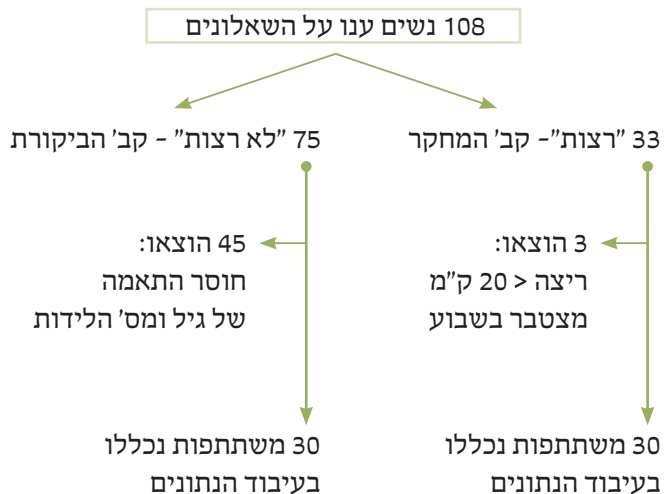 108 נשים ענו על השאלונים
33 "רצות"- קב' המחקר
75 "לא רצות" - קב' הביקורת
3 הוצאו:
ריצה > 20 ק"מ
מצטבר בשבוע
45 הוצאו:
חוסר התאמה
של גיל ומס' הלידות
30 משתתפות נכללו
בעיבוד הנתונים
30 משתתפות נכללו
בעיבוד הנתונים